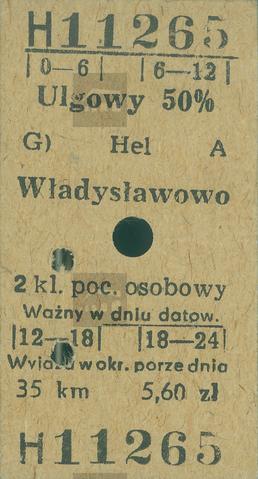 H11265
|0—6| |6—12|
Ulgowy 50%
G) Hel A
Władysławowo
2 kl. poc. osobowy
Ważny w dniu datow.
|12—18| |18—24|
Wyjazd w okr. porze dnia
35 km 5,60 zł
H11265